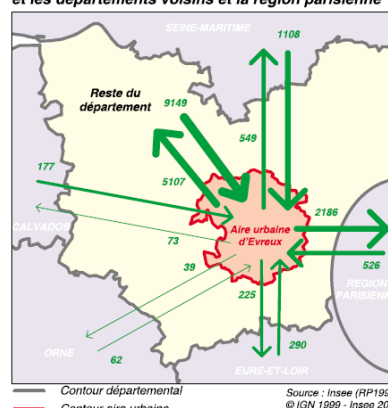 et les départements voisins et la région parisienne
SEINE-MARITIME
1108
Reste du
département
9149
549
5107
177
2186
Aire urbaine
d'Evreux
CALVADOS
73
526
39
REGION
PARISIENN
225
ORNE
62
290
EURE-ET-LOIR
Contour départemental
Source : Insee (RP199
Contour aire urbaine
© IGN 1999 - Insee 20